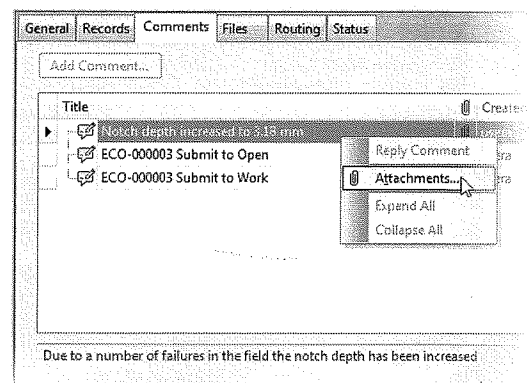 General Records Comments Files Routing Status
Add Comment...
Title
Notch depth increased to 3.18 mm
ECO-000003 Submit to Open
ECO-000003 Submit to Work
Reply Comment
Attachments...
Expand All
Collapse All
Due to a number of failures in the field the notch depth has been increased